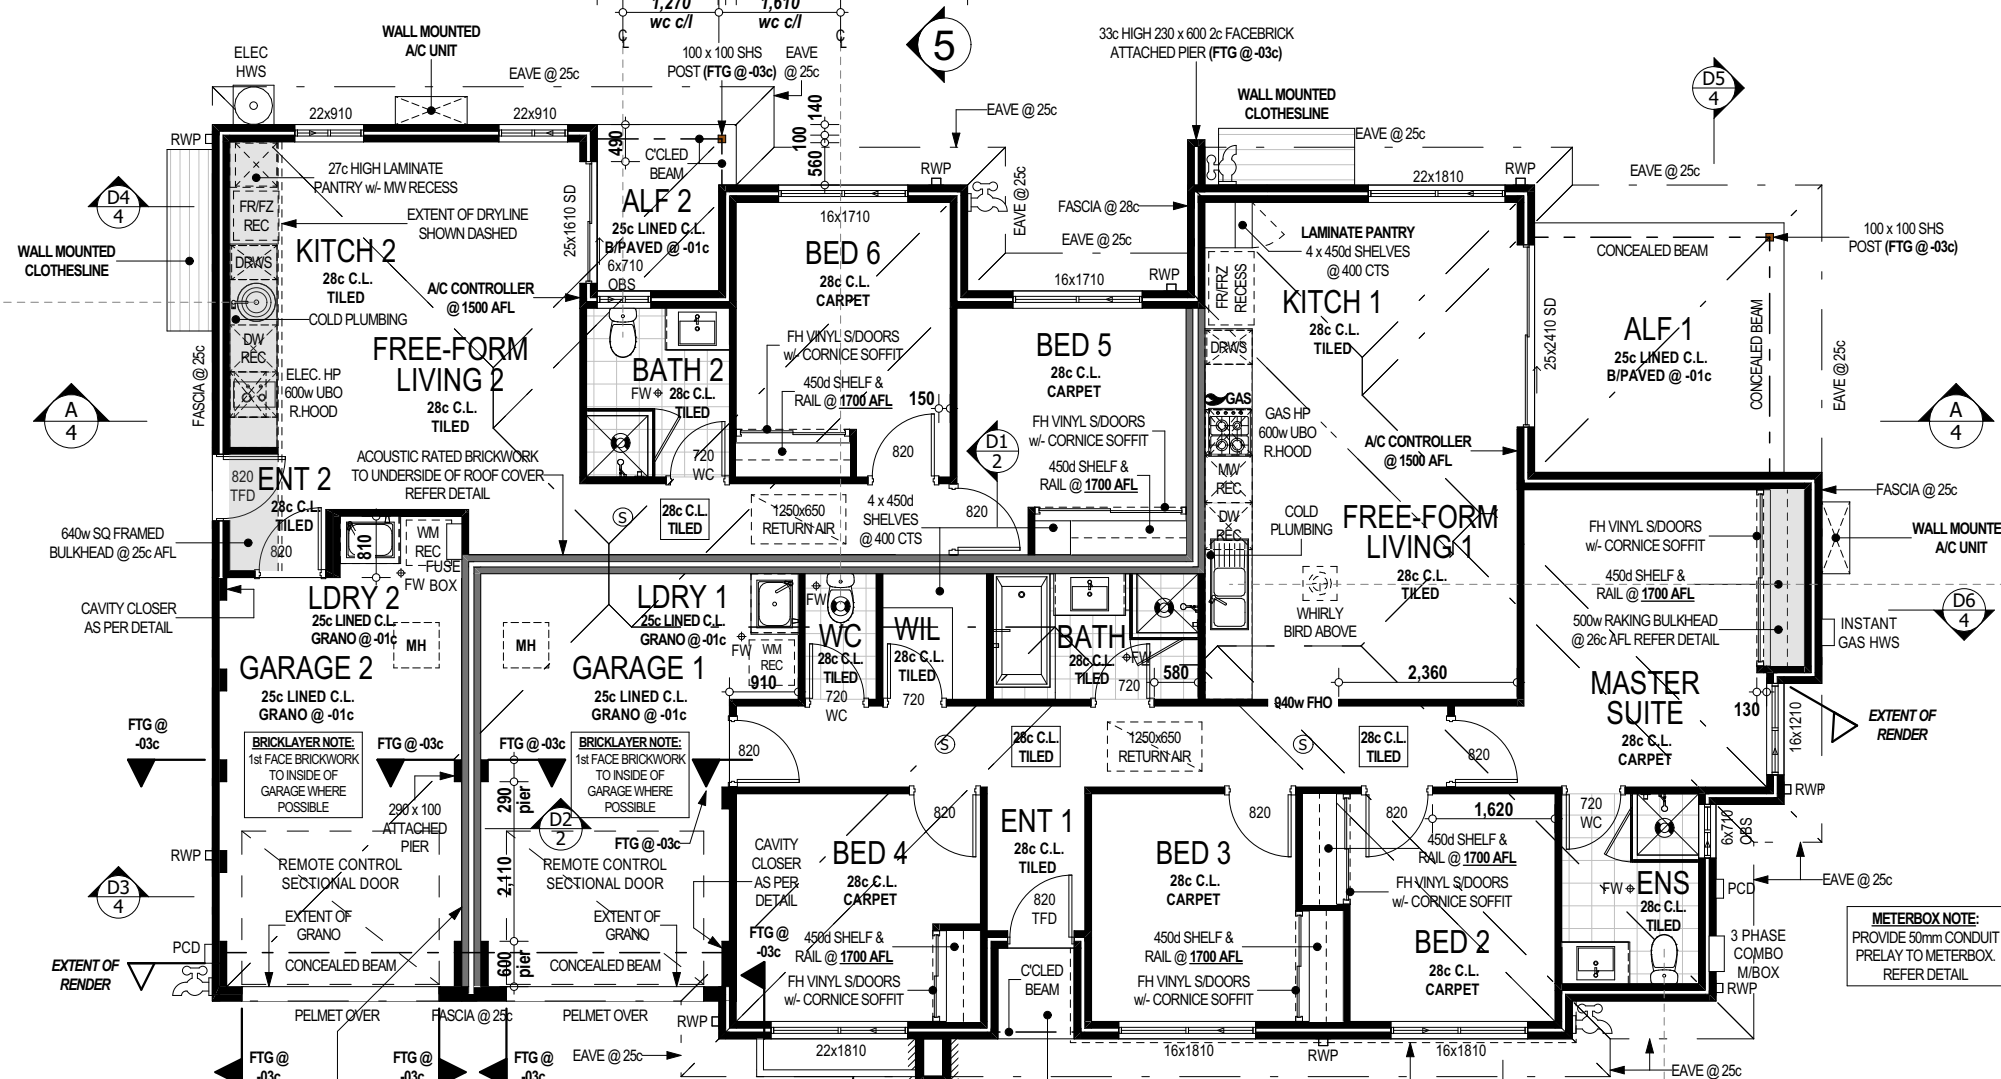 1,270
wc c/l
1,610
wc c/l
WALL MOUNTED
A/C UNIT
ELEC
HWS
EAVE @ 25c
100 x 100 SHS
POST (FTG @ -03c)
EAVE
@ 25c
5
33c HIGH 230 x 600 2c FACEBRICK
ATTACHED PIER (FTG @ -03c)
WALL MOUNTED
CLOTHESLINE
D5
4
EAVE @ 25c
EAVE @ 25c
EAVE @ 25c
22x910
22x910
RWP
490
140
100
560
C'CLED
BEAM
RWP
RWP
22x1810
27c HIGH LAMINATE
PANTRY w/- MW RECESS
D4
4
FR/FZ
REC
EXTENT OF DRYLINE
SHOWN DASHED
25x1610 SD
ALF 2
25c LINED C.L.
B/PAVED @ -01c
6x710
OBS
16x1710
BED 6
28c C.L.
CARPET
EAVE @ 25c
FASCIA @ 28c
EAVE @ 25c
16x1710
RWP
LAMINATE PANTRY
4 x 450d SHELVES
@ 400 CTS
FR/FRZ
RECESS
CONCEALED BEAM
100 x 100 SHS
POST (FTG @ -03c)
WALL MOUNTED
CLOTHESLINE
KITCH 2
28c C.L.
TILED
DRWS
A/C CONTROLLER
@ 1500 AFL
COLD PLUMBING
KITCH 1
28c C.L.
TILED
25x2410 SD
ALF 1
25c LINED C.L.
B/PAVED @ -01c
CONCEALED BEAM
EAVE @ 25c
FASCIA @ 25c
DW
REC
FREE-FORM
LIVING 2
28c C.L.
TILED
ELEC. HP
600w UBO
R.HOOD
BATH 2
FW
28c C.L.
TILED
FH VINYL S/DOORS
w/- CORNICE SOFFIT
450d SHELF &
RAIL @ 1700 AFL
150
BED 5
28c C.L.
CARPET
FH VINYL S/DOORS
w/- CORNICE SOFFIT
450d SHELF &
RAIL @ 1700 AFL
DRWS
GAS
GAS HP
600w UBO
R.HOOD
A/C CONTROLLER
@ 1500 AFL
A
4
A
4
ACOUSTIC RATED BRICKWORK
TO UNDERSIDE OF ROOF COVER
REFER DETAIL
720
WC
820
D1
2
MW
REC
820
TFD
ENT 2
28c C.L.
TILED
820
S
28c C.L.
TILED
1250x650
RETURN AIR
4 x 450d
SHELVES
@ 400 CTS
820
DW
REC
COLD
PLUMBING
FREE-FORM
LIVING 1
28c C.L.
TILED
FH VINYL S/DOORS
w/- CORNICE SOFFIT
FASCIA @ 25c
WALL MOUNTE
A/C UNIT
640w SQ FRAMED
BULKHEAD @ 25c AFL
810
WM
REC
FUSE
BOX
FW
450d SHELF &
RAIL @ 1700 AFL
CAVITY CLOSER
AS PER DETAIL
LDRY 2
25c LINED C.L.
GRANO @ -01c
MH
MH
LDRY 1
25c LINED C.L.
GRANO @ -01c
FW
FW
WM
REC
910
WC
28c C.L.
TILED
720
WC
WIL
28c C.L.
TILED
720
BATH
28c C.L.
TILED
FW
720
580
WHIRLY
BIRD ABOVE
500w RAKING BULKHEAD
@ 26c AFL REFER DETAIL
D6
4
INSTANT
GAS HWS
GARAGE 2
25c LINED C.L.
GRANO @ -01c
GARAGE 1
25c LINED C.L.
GRANO @ -01c
2,360
940w FHO
MASTER
SUITE
28c C.L.
CARPET
130
16x1210
EXTENT OF
RENDER
FTG @
-03c
BRICKLAYER NOTE:
1st FACE BRICKWORK
TO INSIDE OF
GARAGE WHERE
POSSIBLE
FTG @ -03c
FTG @ -03c
BRICKLAYER NOTE:
1st FACE BRICKWORK
TO INSIDE OF
GARAGE WHERE
POSSIBLE
FTG @ -03c
820
S
28c C.L.
TILED
1250x650
RETURN AIR
S
28c C.L.
TILED
820
RWP
290 x 100
ATTACHED
PIER
290
pier
D2
2
FTG @ -03c
820
ENT 1
28c C.L.
TILED
820
1,620
720
WC
6x710
OBS
RWP
REMOTE CONTROL
SECTIONAL DOOR
2,110
REMOTE CONTROL
SECTIONAL DOOR
CAVITY
CLOSER
AS PER
DETAIL
BED 4
28c C.L.
CARPET
BED 3
28c C.L.
CARPET
450d SHELF &
RAIL @ 1700 AFL
FH VINYL S/DOORS
w/- CORNICE SOFFIT
FW
ENS
28c C.L.
TILED
PCD
EAVE @ 25c
D3
4
EXTENT OF
GRANO
EXTENT OF
GRANO
820
TFD
METERBOX NOTE:
PROVIDE 50mm CONDUIT
PRELAY TO METERBOX.
REFER DETAIL
PCD
EXTENT OF
RENDER
CONCEALED BEAM
600
pier
CONCEALED BEAM
FTG @
-03c
450d SHELF &
RAIL @ 1700 AFL
FH VINYL S/DOORS
w/- CORNICE SOFFIT
C'CLED
BEAM
450d SHELF &
RAIL @ 1700 AFL
FH VINYL S/DOORS
w/- CORNICE SOFFIT
BED 2
28c C.L.
CARPET
3 PHASE
COMBO
M/BOX
RWP
PELMET OVER
FASCIA @ 25c
PELMET OVER
RWP
22x1810
16x1810
RWP
16x1810
EAVE @ 25c
EAVE @ 25c
FTG @
-03c
FTG @
-03c
FTG @
-03c